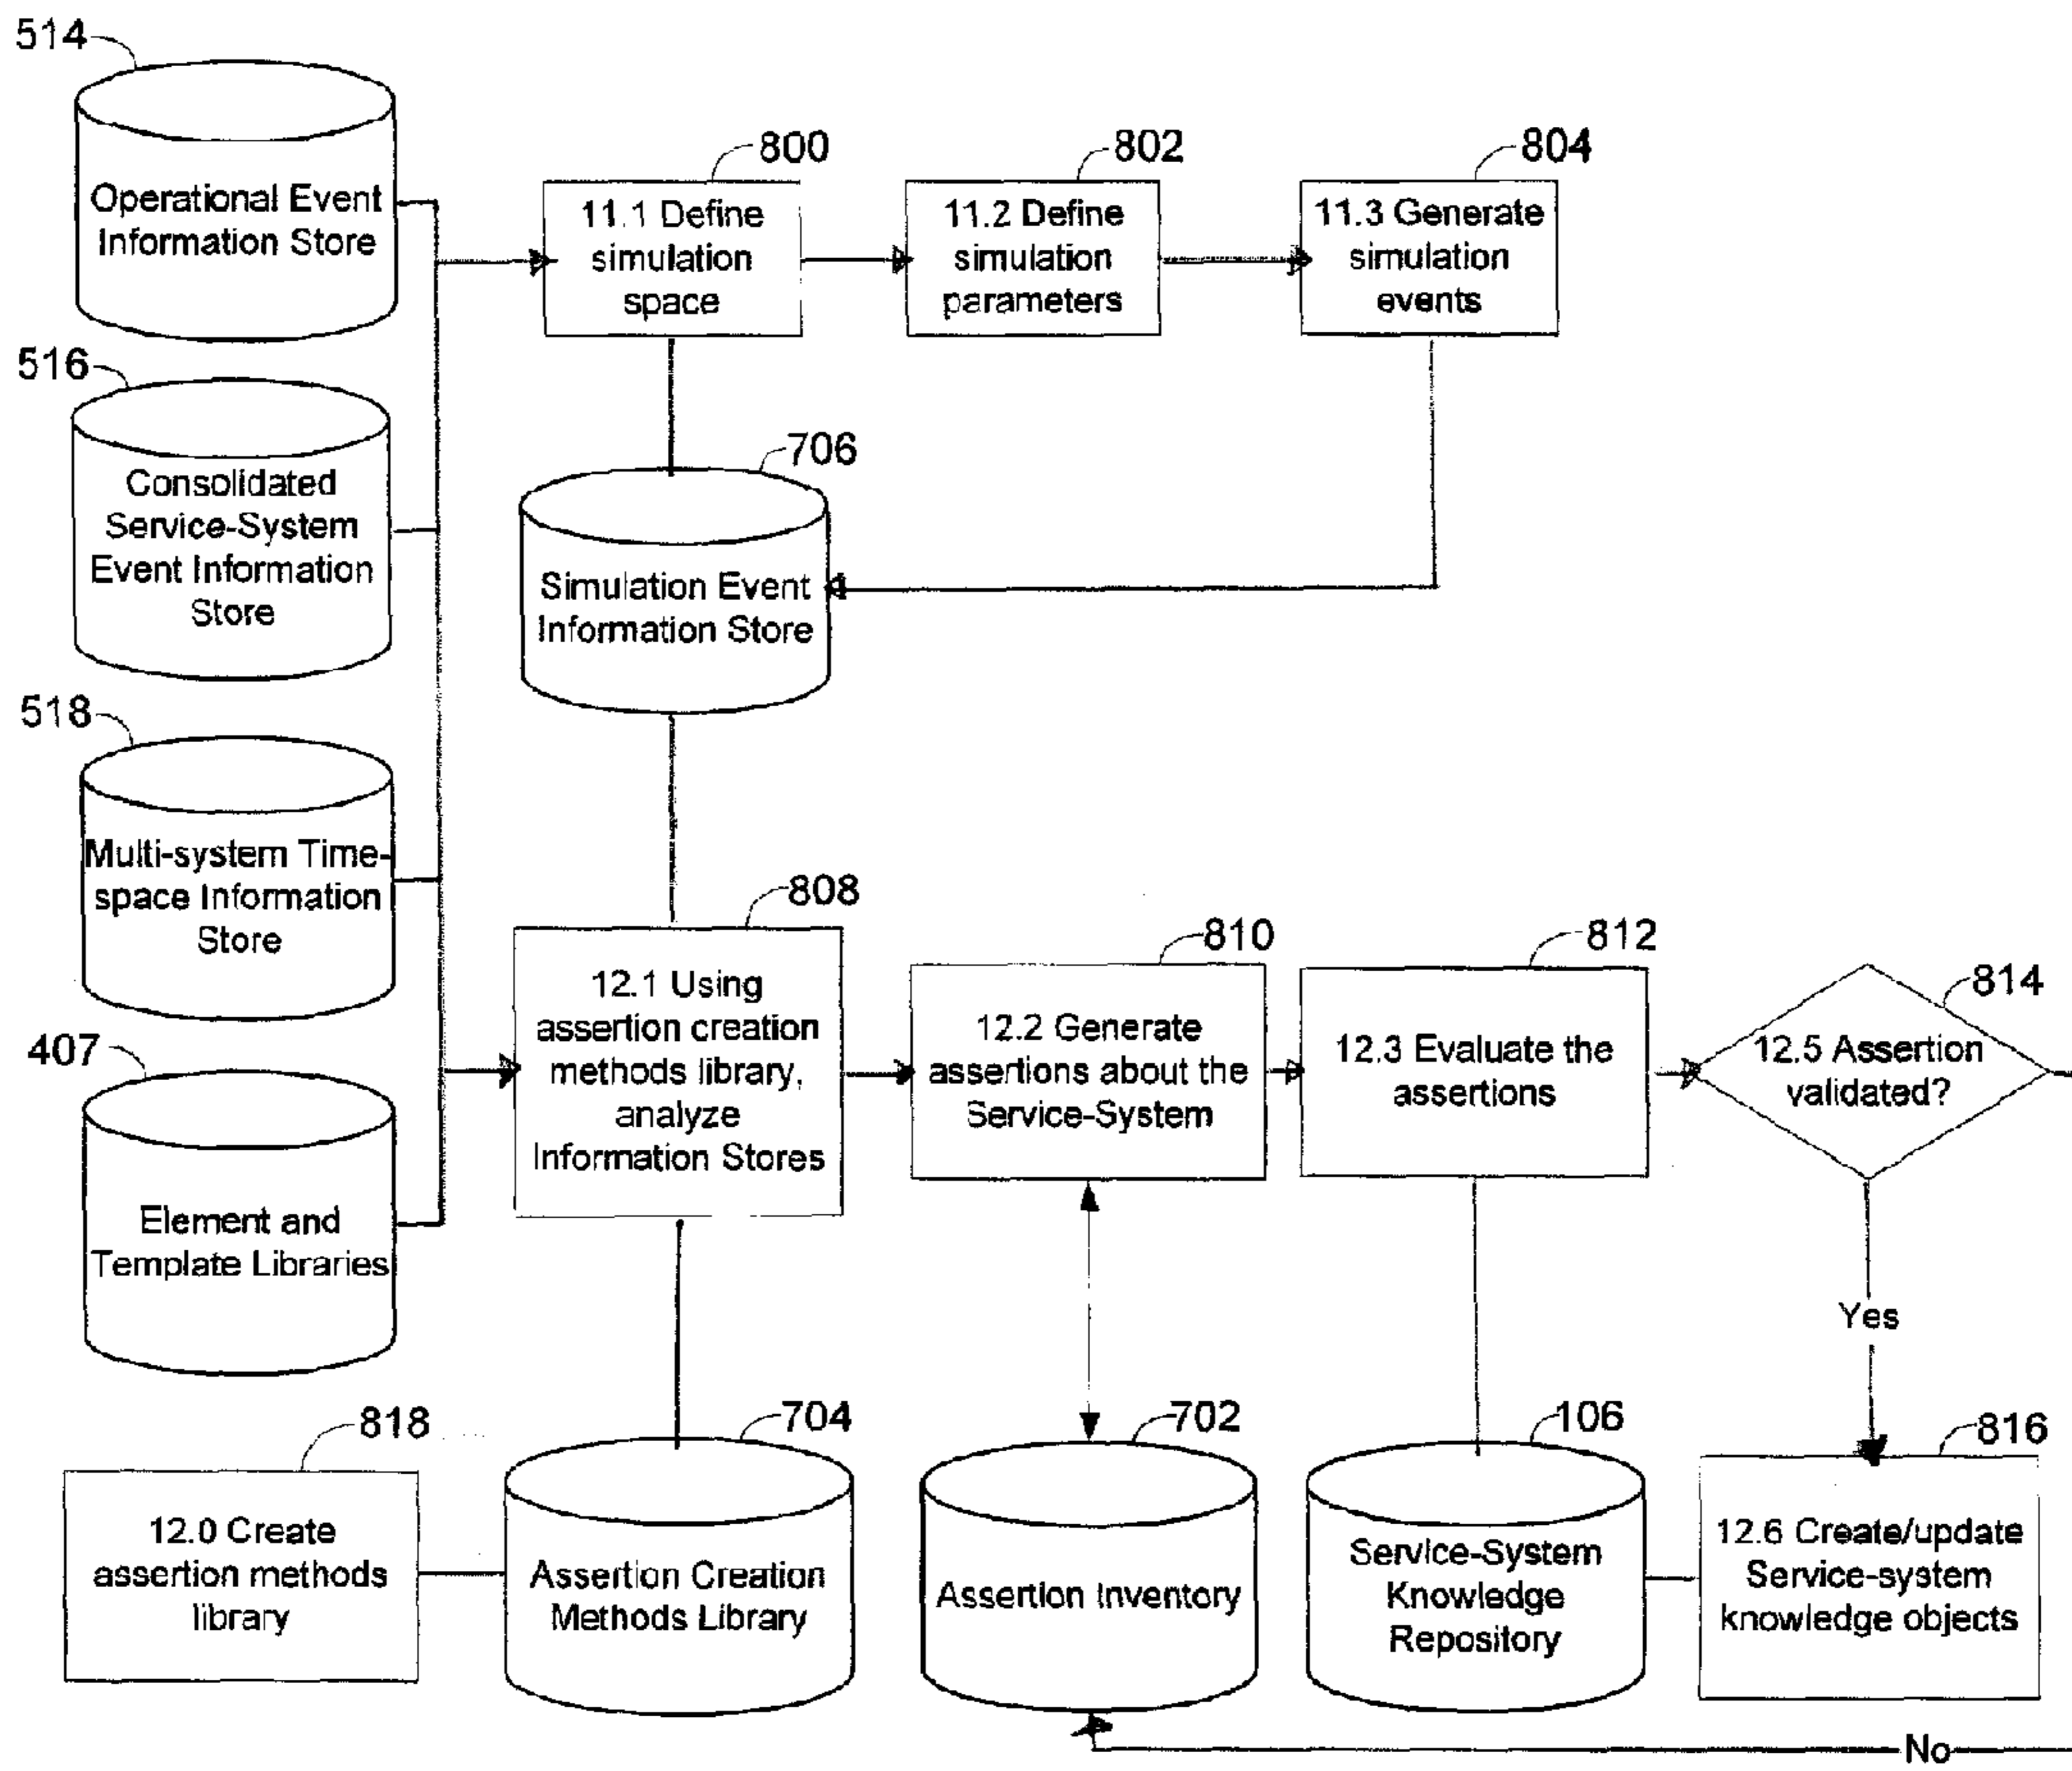 514
Operational Event
Information Store
800
11.1 Define
simulation
space
802
11.2 Define
simulation
parameters
804
11.3 Generate
simulation
events
516
Consolidated
Service-System
Event Information
Store
706
Simulation Event
Information Store
518
Multi-system Time-
space Information
Store
407
Element and
Template Libraries
808
12.1 Using
assertion creation
methods library,
analyze
Information Stores
810
12.2 Generate
assertions about the
Service-System
812
12.3 Evaluate the
assertions
814
12.5 Assertion
validated?
Yes
818
12.0 Create
assertion methods
library
704
Assertion Creation
Methods Library
702
Assertion Inventory
106
Service-System
Knowledge
Repository
816
12.6 Create/update
Service-system
knowledge objects
No